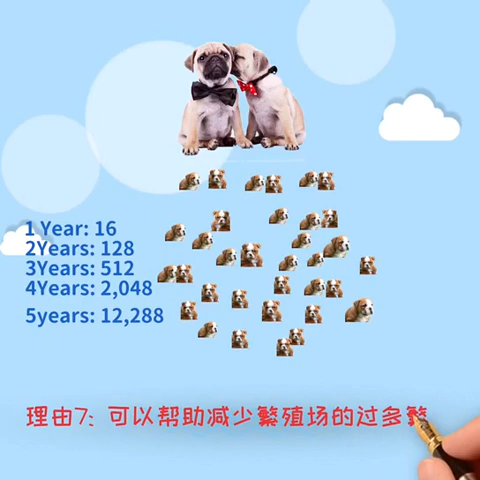 1 Year: 16
2Years: 128
3Years: 512
4Years: 2,048
5years: 12,288
理由7: 可以帮助减少繁殖场的过多繁